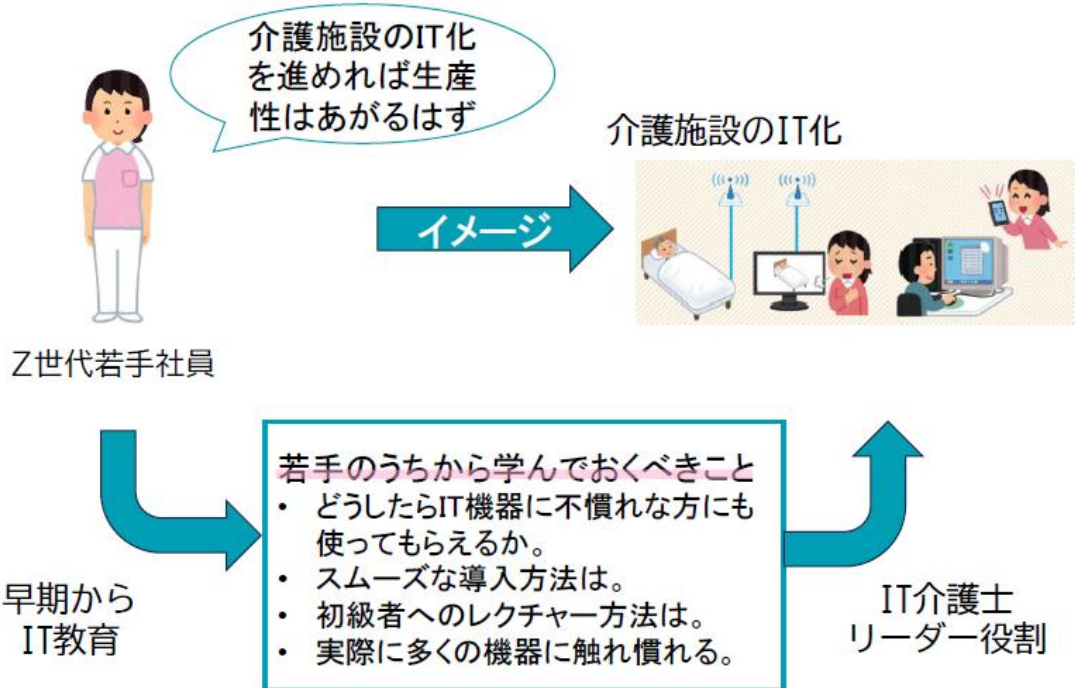 介護施設のIT化
を進めれば生産
性はあがるはず
介護施設のIT化
イメージ
Z世代若手社員
若手のうちから学んでおくべきこと
• どうしたらIT機器に不慣れな方にも
使ってもらえるか。
• スムーズな導入方法は。
• 初級者へのレクチャー方法は。
• 実際に多くの機器に触れ慣れる。
早期から
IT教育
IT介護士
リーダー役割